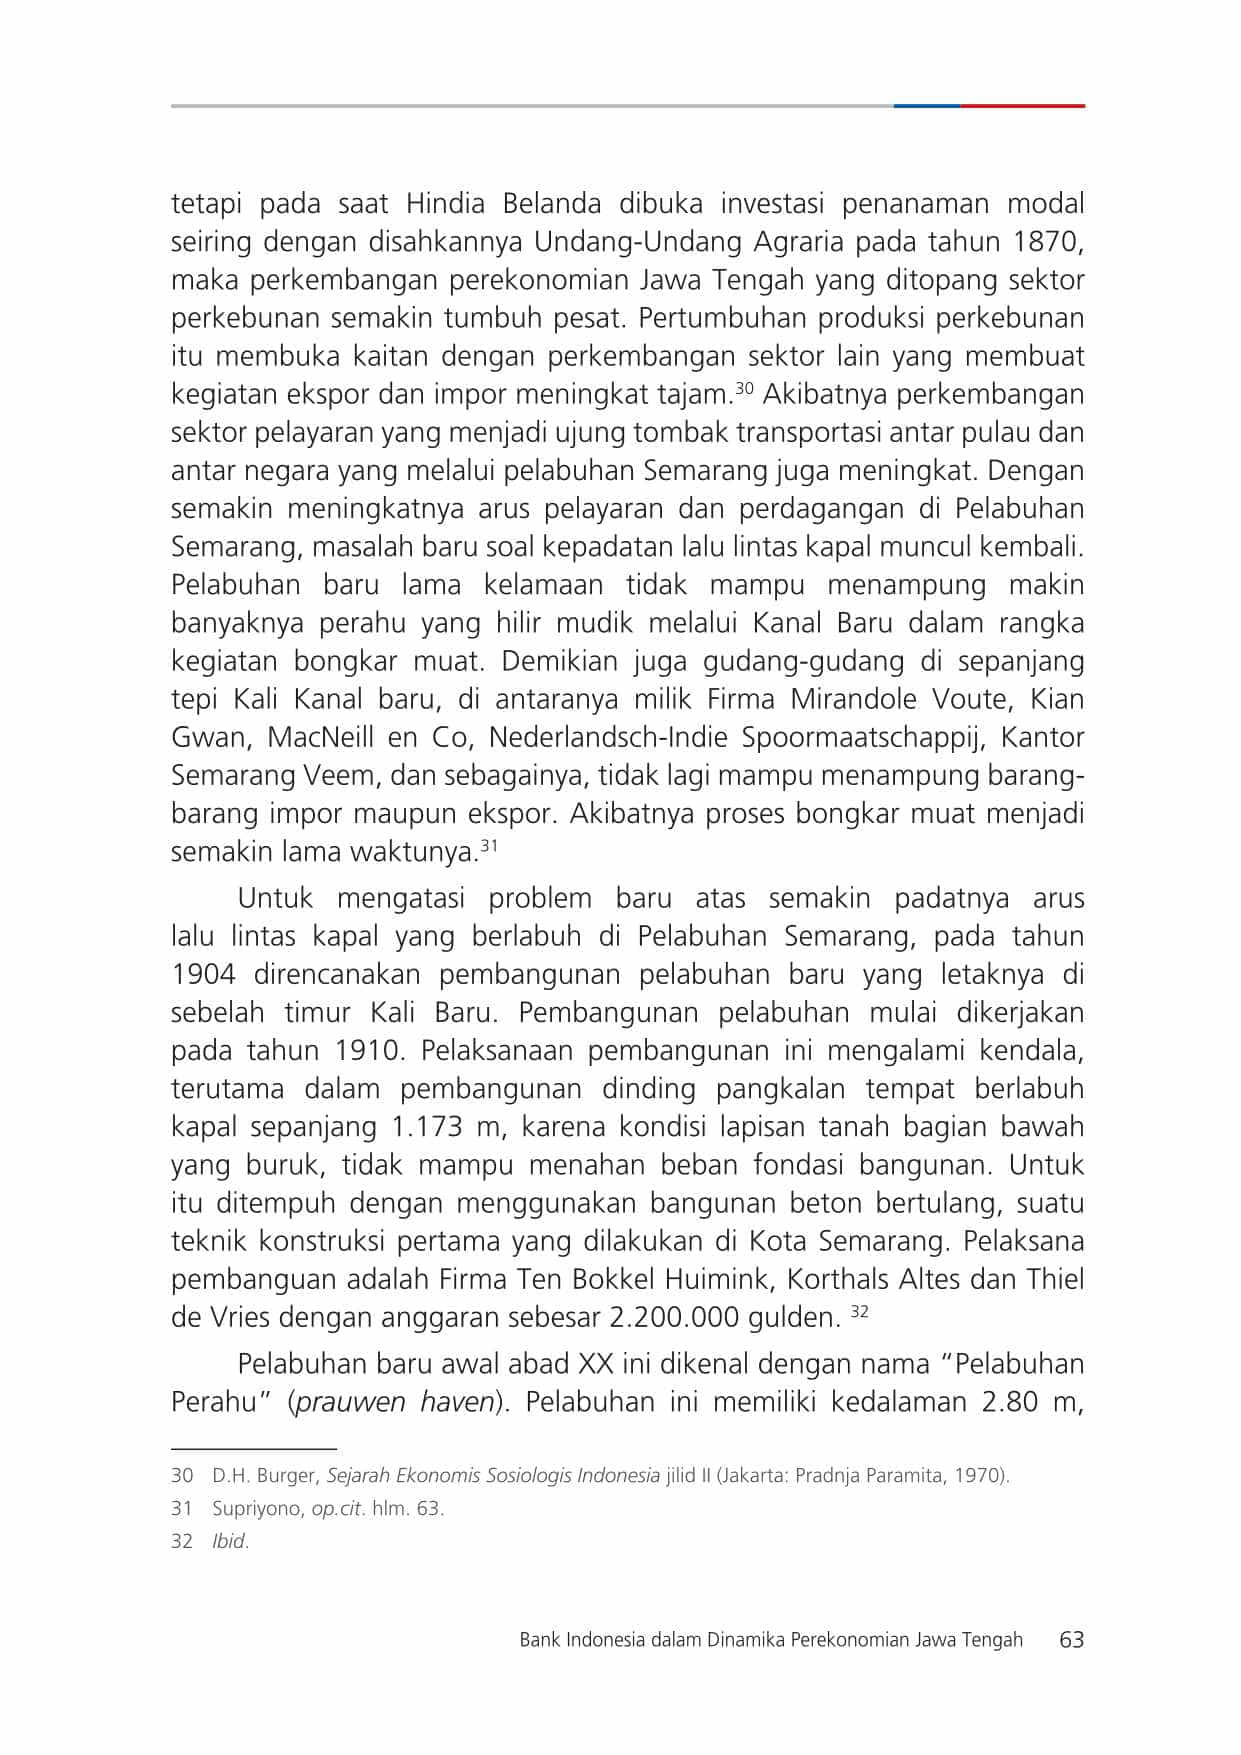 tetapi pada saat Hindia Belanda dibuka investasi penanaman modal
seiring dengan disahkannya Undang-Undang Agraria pada tahun 1870,
maka perkembangan perekonomian Jawa Tengah yang ditopang sektor
perkebunan semakin tumbuh pesat. Pertumbuhan produksi perkebunan
itu membuka kaitan dengan perkembangan sektor lain yang membuat
kegiatan ekspor dan impor meningkat tajam.³⁰ Akibatnya perkembangan
sektor pelayaran yang menjadi ujung tombak transportasi antar pulau dan
antar negara yang melalui pelabuhan Semarang juga meningkat. Dengan
semakin meningkatnya arus pelayaran dan perdagangan di Pelabuhan
Semarang, masalah baru soal kepadatan lalu lintas kapal muncul kembali.
Pelabuhan baru lama kelamaan tidak mampu menampung makin
banyaknya perahu yang hilir mudik melalui Kanal Baru dalam rangka
kegiatan bongkar muat. Demikian juga gudang-gudang di sepanjang
tepi Kali Kanal baru, di antaranya milik Firma Mirandole Voute, Kian
Gwan, MacNeill en Co, Nederlandsch-Indie Spoormaatschappij, Kantor
Semarang Veem, dan sebagainya, tidak lagi mampu menampung barang-
barang impor maupun ekspor. Akibatnya proses bongkar muat menjadi
semakin lama waktunya.³¹
Untuk mengatasi problem baru atas semakin padatnya arus
lalu lintas kapal yang berlabuh di Pelabuhan Semarang, pada tahun
1904 direncanakan pembangunan pelabuhan baru yang letaknya di
sebelah timur Kali Baru. Pembangunan pelabuhan mulai dikerjakan
pada tahun 1910. Pelaksanaan pembangunan ini mengalami kendala,
terutama dalam pembangunan dinding pangkalan tempat berlabuh
kapal sepanjang 1.173 m, karena kondisi lapisan tanah bagian bawah
yang buruk, tidak mampu menahan beban fondasi bangunan. Untuk
itu ditempuh dengan menggunakan bangunan beton bertulang, suatu
teknik konstruksi pertama yang dilakukan di Kota Semarang. Pelaksana
pembanguan adalah Firma Ten Bokkel Huimink, Korthals Altes dan Thiel
de Vries dengan anggaran sebesar 2.200.000 gulden. ³²
Pelabuhan baru awal abad XX ini dikenal dengan nama “Pelabuhan
Perahu” (prauwen haven). Pelabuhan ini memiliki kedalaman 2.80 m,
30 D.H. Burger, Sejarah Ekonomis Sosiologis Indonesia jilid II (Jakarta: Pradnja Paramita, 1970).
31 Supriyono, op.cit. hlm. 63.
32 Ibid.
Bank Indonesia dalam Dinamika Perekonomian Jawa Tengah 63